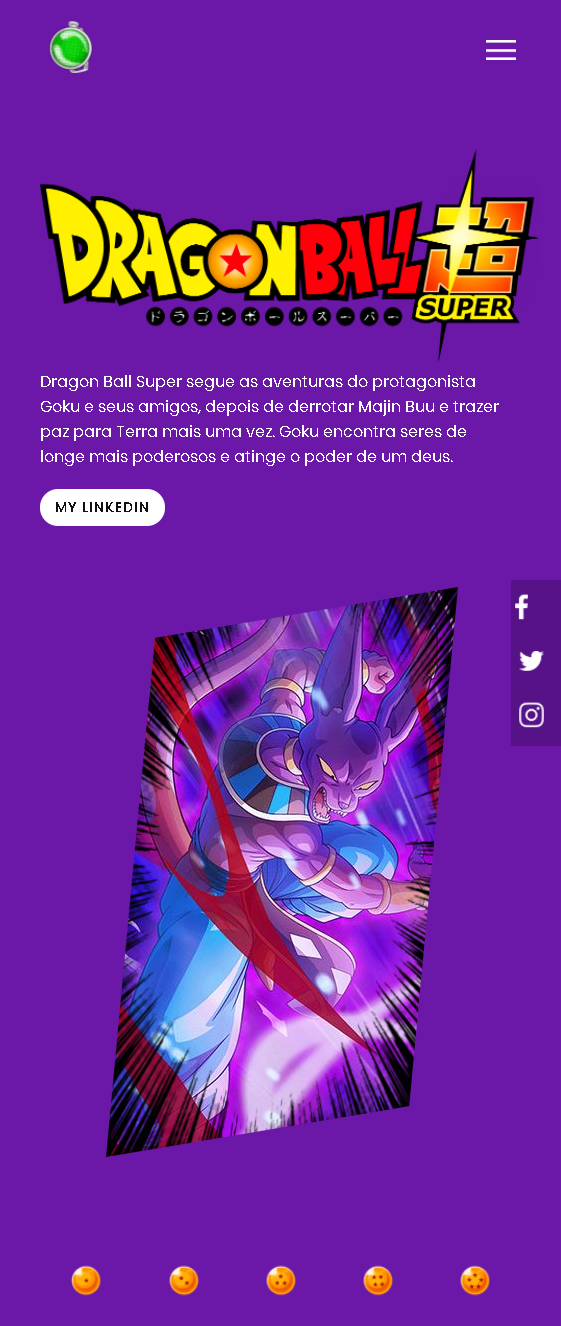 DRAGON BALL 超
SUPER
ドラゴンボールスーパー
Dragon Ball Super segue as aventuras do protagonista
Goku e seus amigos, depois de derrotar Majin Buu e trazer
paz para Terra mais uma vez. Goku encontra seres de
longe mais poderosos e atinge o poder de um deus.
MY LINKEDIN